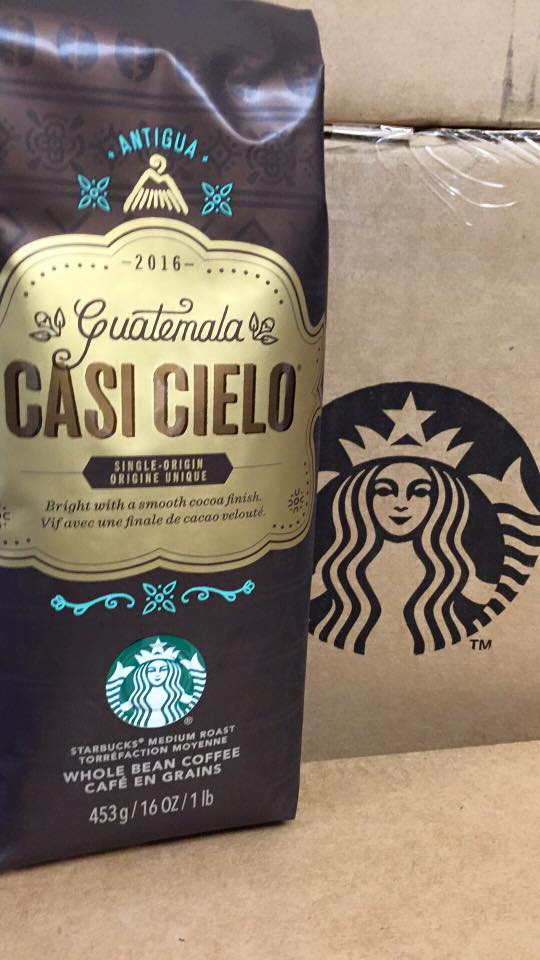 • ANTIGUA •
–2016–
Guatemala
CASI CIELO®
SINGLE-ORIGIN
ORIGINE UNIQUE
Bright with a smooth cocoa finish.
Vif avec une finale de cacao velouté.
®
STARBUCKS® MEDIUM ROAST
TORRÉFACTION MOYENNE
WHOLE BEAN COFFEE
CAFÉ EN GRAINS
453g/16 OZ/1 lb
TM